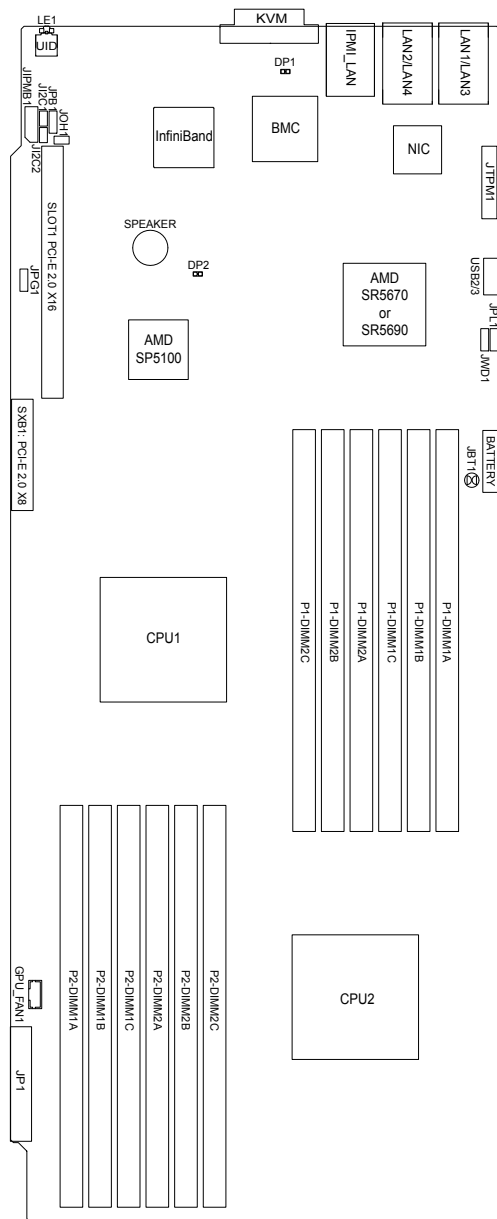 LE1
UID
KVM
DP1
IPMI_LAN
LAN2/LAN4
LAN1/LAN3
JIPMB1
JI2C1
JPB1
JOH1
JI2C2
InfiniBand
BMC
NIC
JTPM1
SLOT1 PCI-E 2.0 X16
JPG1
SPEAKER
DP2
AMD
SP5100
AMD
SR5670
or
SR5690
USB2/3
JPL1
JWD1
SXB1: PCI-E 2.0 X8
BATTERY
JBT1
CPU1
P1-DIMM2C
P1-DIMM2B
P1-DIMM2A
P1-DIMM1C
P1-DIMM1B
P1-DIMM1A
P2-DIMM1A
P2-DIMM1B
P2-DIMM1C
P2-DIMM2A
P2-DIMM2B
P2-DIMM2C
CPU2
GPU_FAN1
JP1